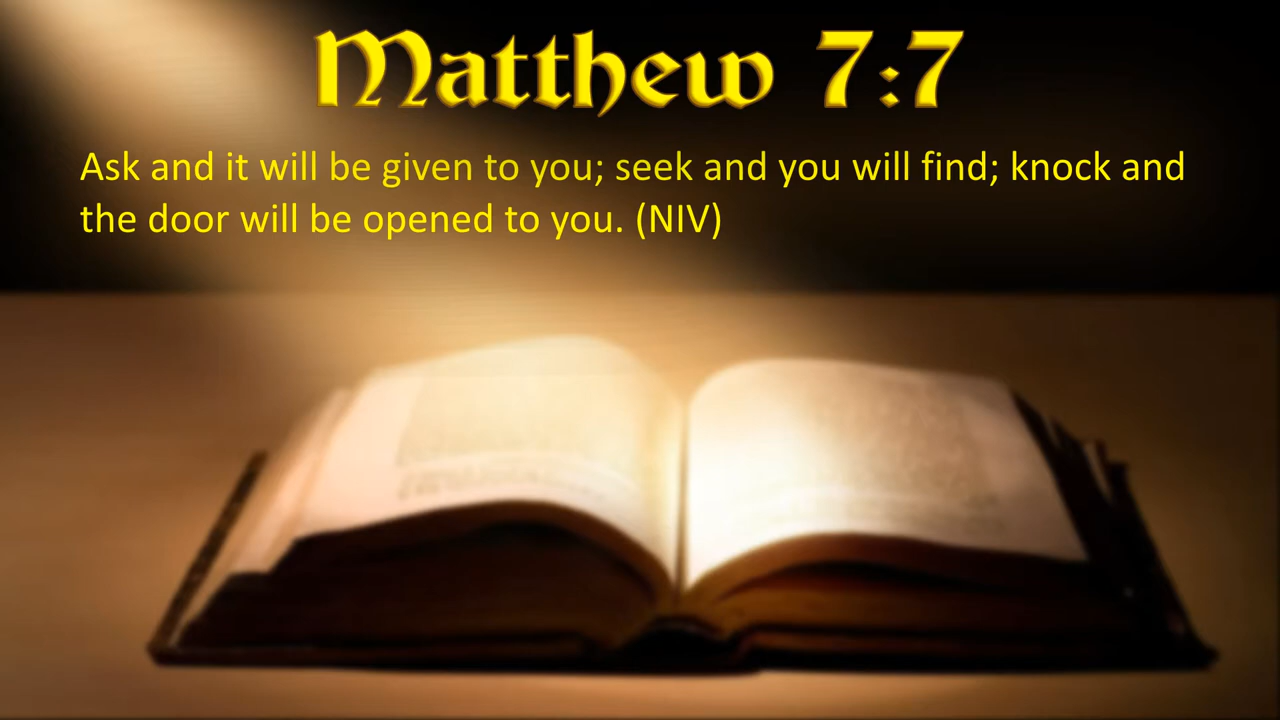 Matthew 7:7
Ask and it will be given to you; seek and you will find; knock and
the door will be opened to you. (NIV)